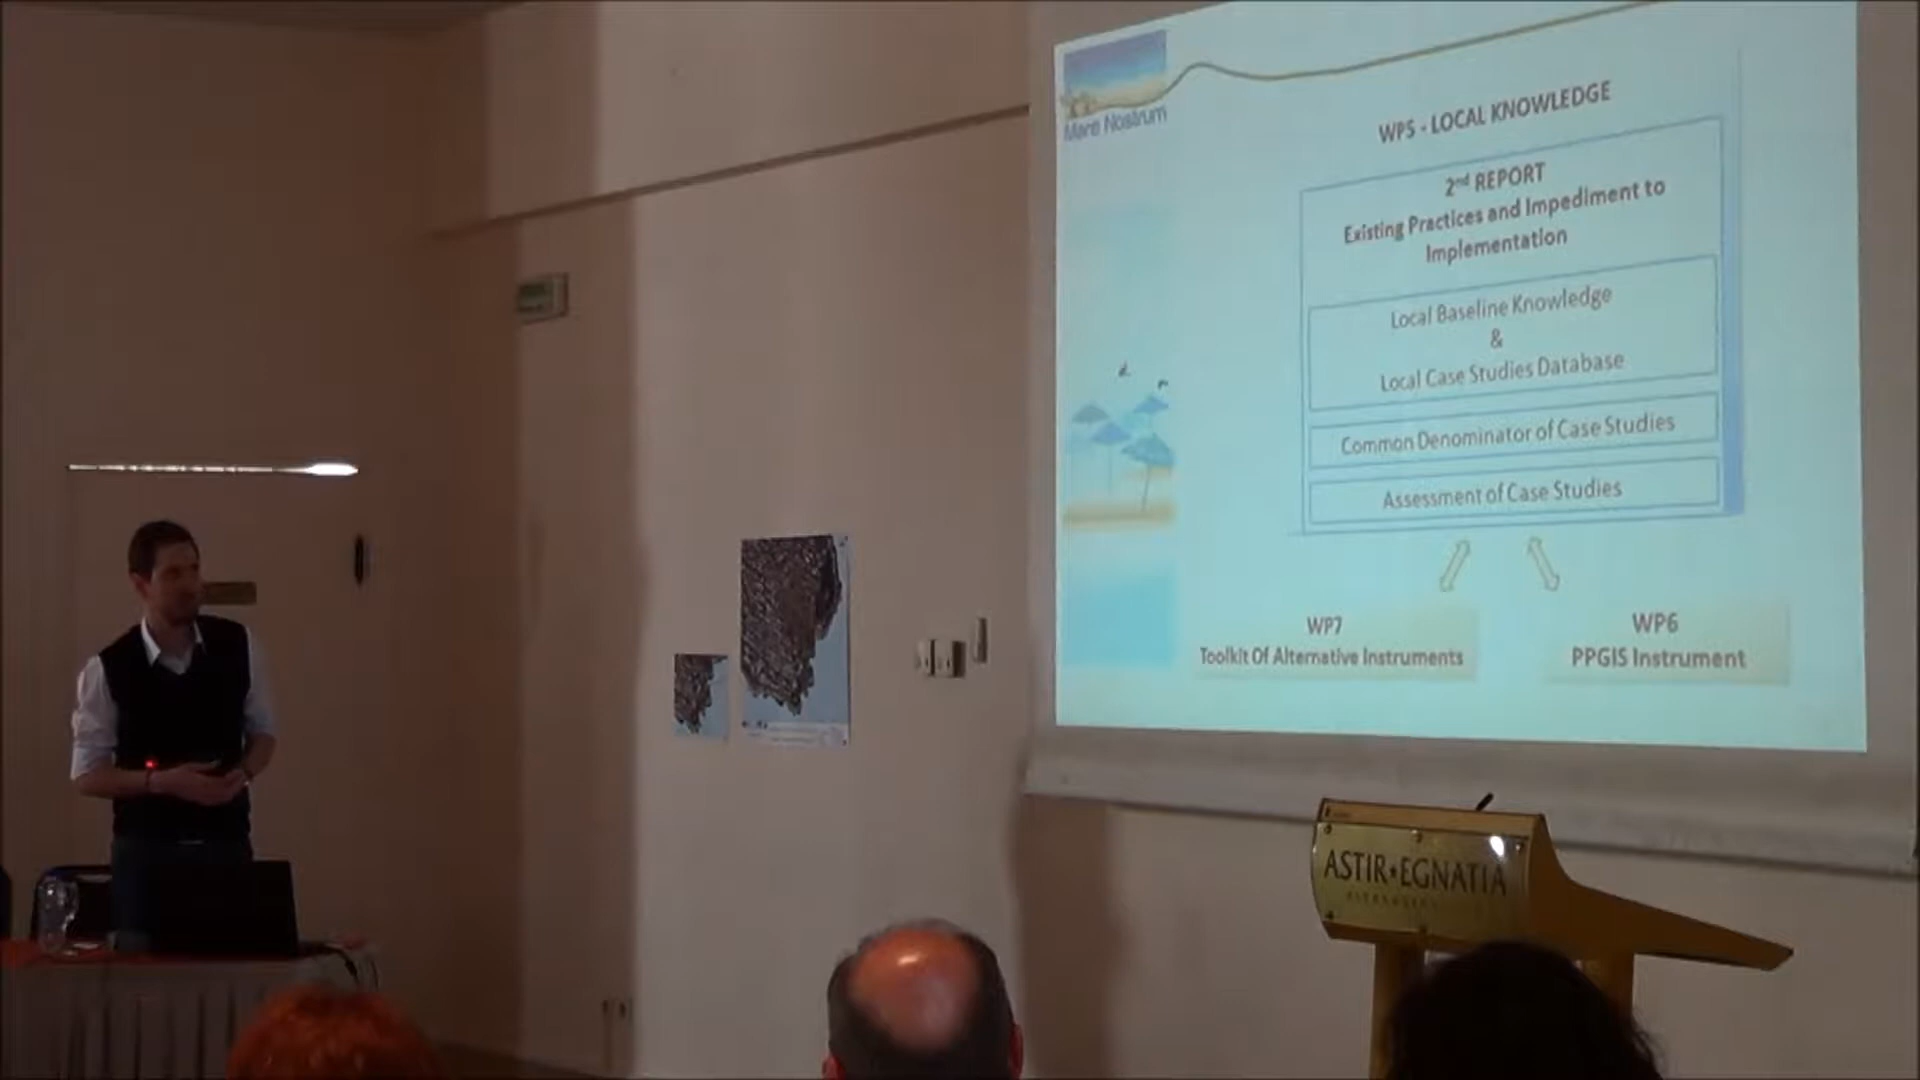 Mare Nostrum
WP5 - LOCAL KNOWLEDGE
2nd REPORT
Existing Practices and Impediment to
Implementation
Local Baseline Knowledge
&
Local Case Studies Database
Common Denominator of Case Studies
Assessment of Case Studies
WP7
Toolkit Of Alternative Instruments
WP6
PPGIS Instrument
ASTIR★EGNATIA